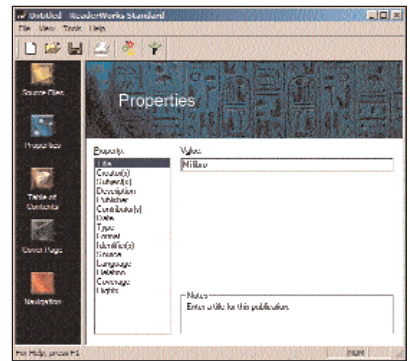 Untitled - ReaderWorks Standard
File View Tools Help
Source Files
Properties
Table of
Contents
Cover Page
Navigation
Properties
Property:
Title
Creator(s)
Subject(s)
Description
Publisher
Contributor(s)
Date
Type
Format
Identifier(s)
Source
Language
Relation
Coverage
Rights
Value:
Milibro
Notes
Enter a title for this publication.
For Help, press F1
NUM